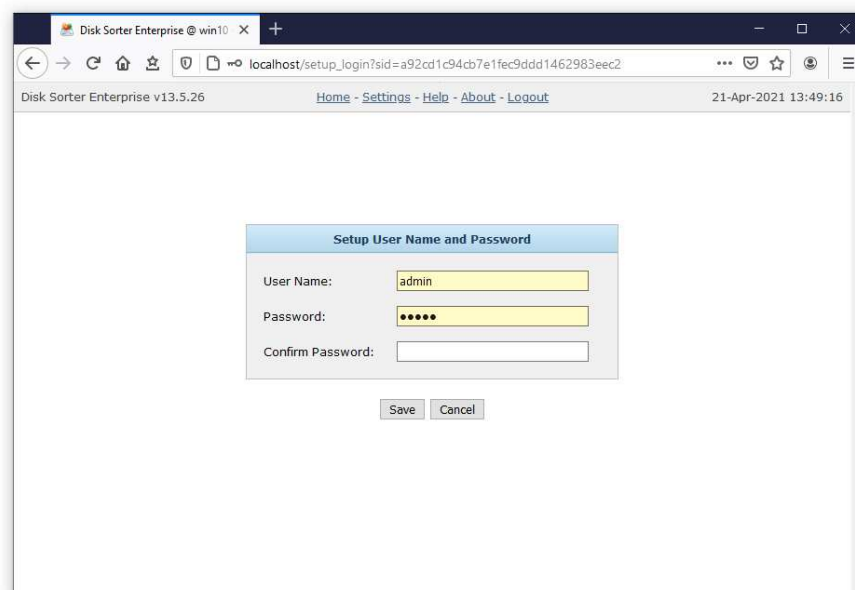 Disk Sorter Enterprise @ win10
localhost/setup_login?sid=a92cd1c94cb7e1fec9ddd1462983eec2
Disk Sorter Enterprise v13.5.26 Home - Settings - Help - About - Logout 21-Apr-2021 13:49:16
Setup User Name and Password
User Name: admin
Password: •••••
Confirm Password:
Save Cancel